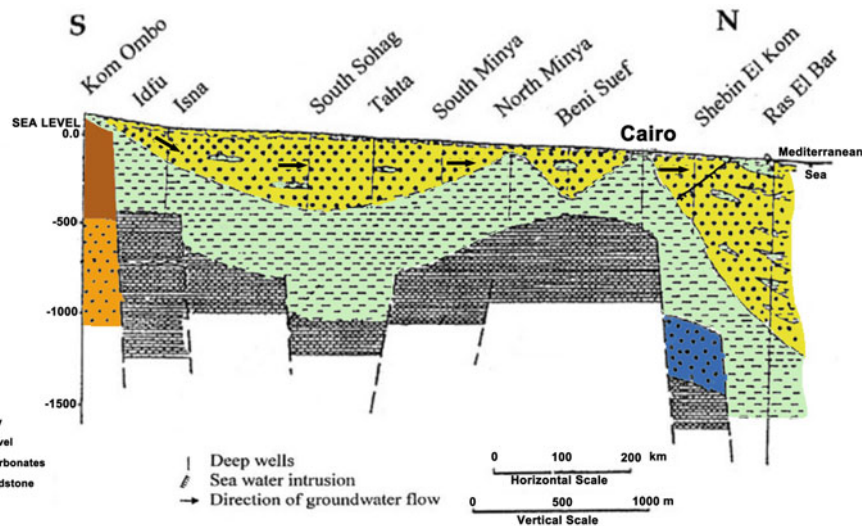 S
N
Kom Ombo
Idfu
Isna
South Sohag
Tahta
South Minya
North Minya
Beni Suef
Cairo
Shebin El Kom
Ras El Bar
SEA LEVEL
0.0
Mediterranean
Sea
-500
-1000
-1500
Deep wells
Sea water intrusion
Direction of groundwater flow
0 100 200 km
Horizontal Scale
0 500 1000 m
Vertical Scale